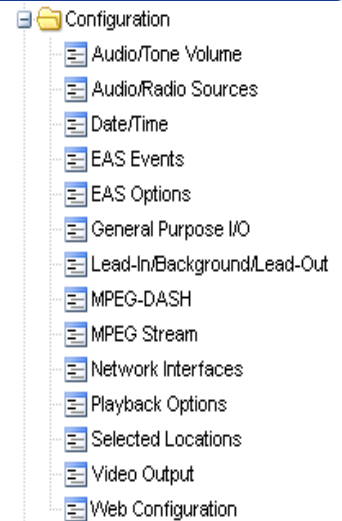 Configuration
Audio/Tone Volume
Audio/Radio Sources
Date/Time
EAS Events
EAS Options
General Purpose I/O
Lead-In/Background/Lead-Out
MPEG-DASH
MPEG Stream
Network Interfaces
Playback Options
Selected Locations
Video Output
Web Configuration